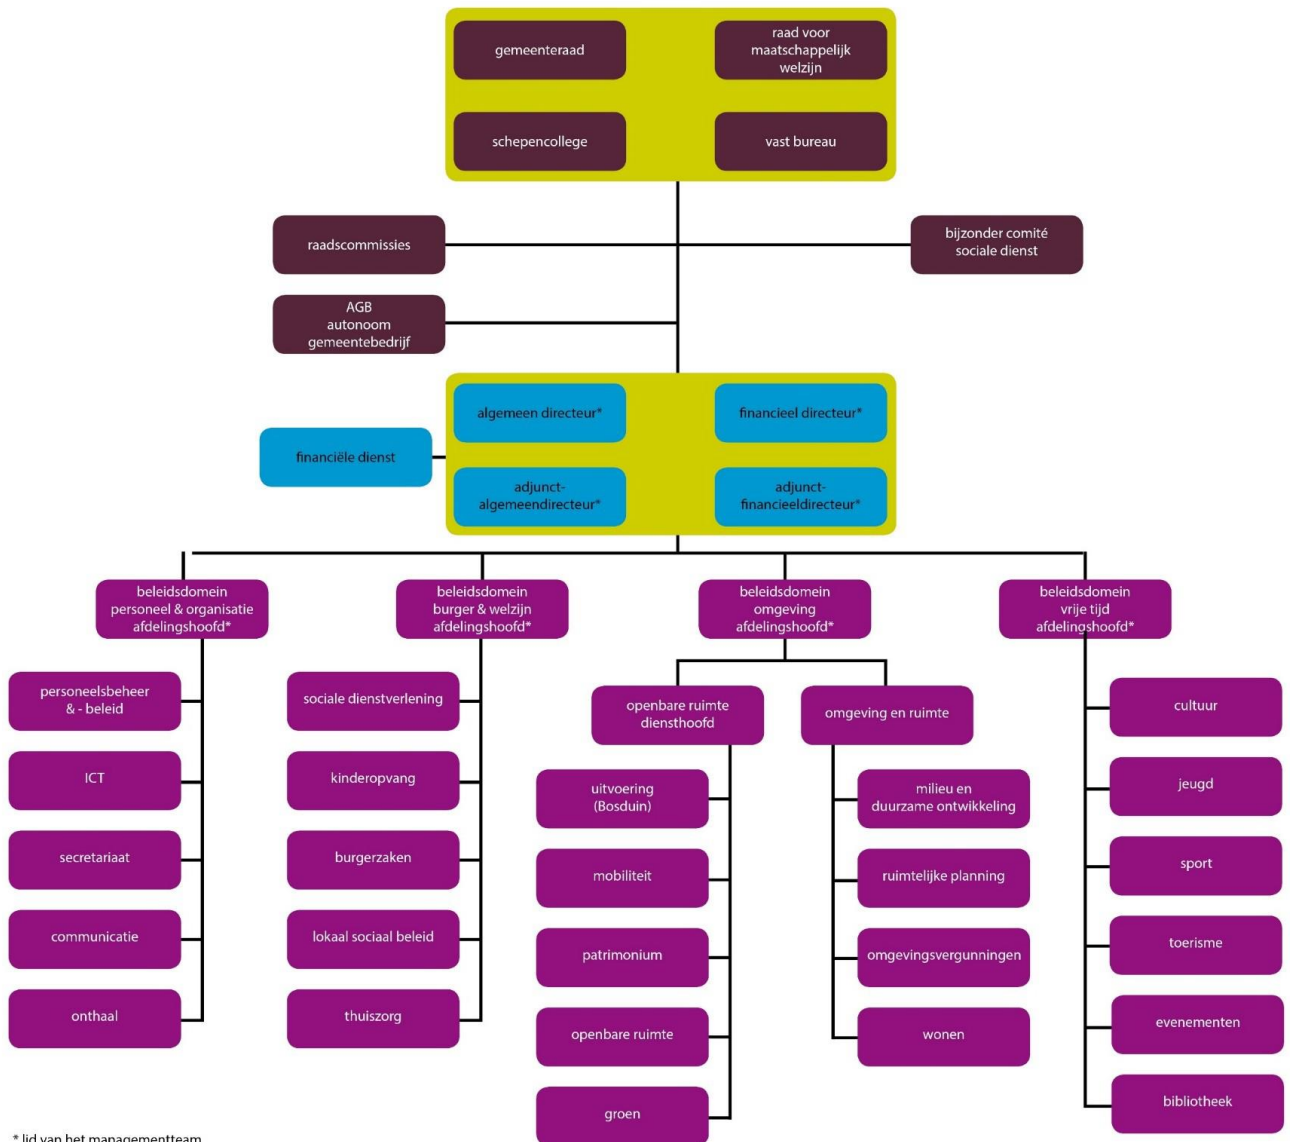 gemeenteraad
raad voor
maatschappelijk
welzijn
schepencollege
vast bureau
raadscommissies
bijzonder comité
sociale dienst
AGB
autonoom
gemeentebedrijf
algemeen directeur*
financieel directeur*
financiële dienst
adjunct-
algemeendirecteur*
adjunct-
financieeldirecteur*
beleidsdomein
personeel & organisatie
afdelingshoofd*
beleidsdomein
burger & welzijn
afdelingshoofd*
beleidsdomein
omgeving
afdelingshoofd*
beleidsdomein
vrije tijd
afdelingshoofd*
personeelsbeheer
& - beleid
ICT
secretariaat
communicatie
onthaal
sociale dienstverlening
kinderopvang
burgerzaken
lokaal sociaal beleid
thuiszorg
openbare ruimte
diensthoofd
uitvoering
(Bosduin)
mobiliteit
patrimonium
openbare ruimte
groen
omgeving en ruimte
milieu en
duurzame ontwikkeling
ruimtelijke planning
omgevingsvergunningen
wonen
cultuur
jeugd
sport
toerisme
evenementen
bibliotheek
* lid van het managementteam